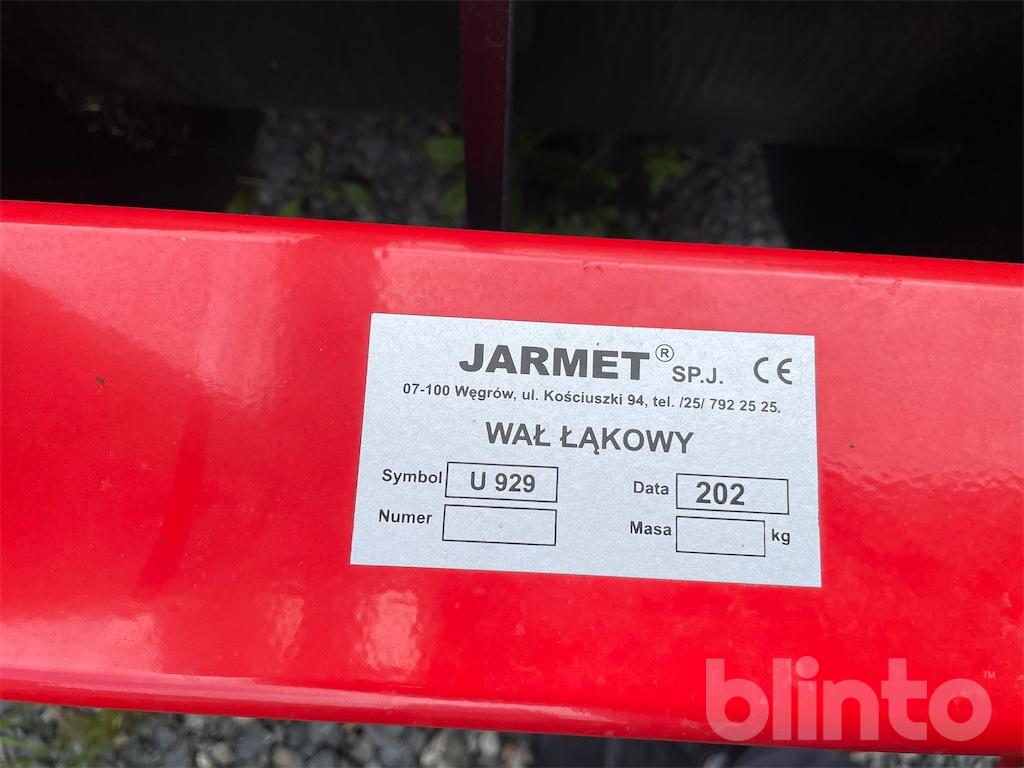 JARMET® SP.J. CE
07-100 Węgrów, ul. Kościuszki 94, tel. /25/ 792 25 25.
WAŁ ŁĄKOWY
Symbol U 929 Data 202
Numer Masa kg
blinto™